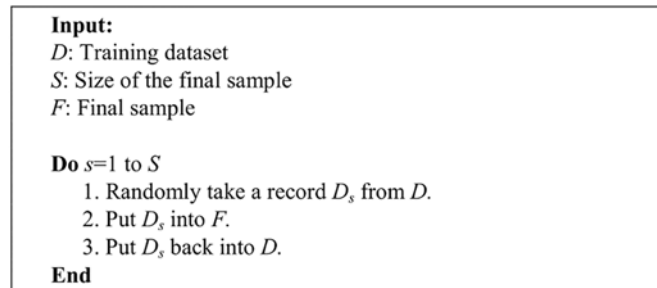 Input:
D: Training dataset
S: Size of the final sample
F: Final sample
Do s=1 to S
1. Randomly take a record Ds from D.
2. Put Ds into F.
3. Put Ds back into D.
End